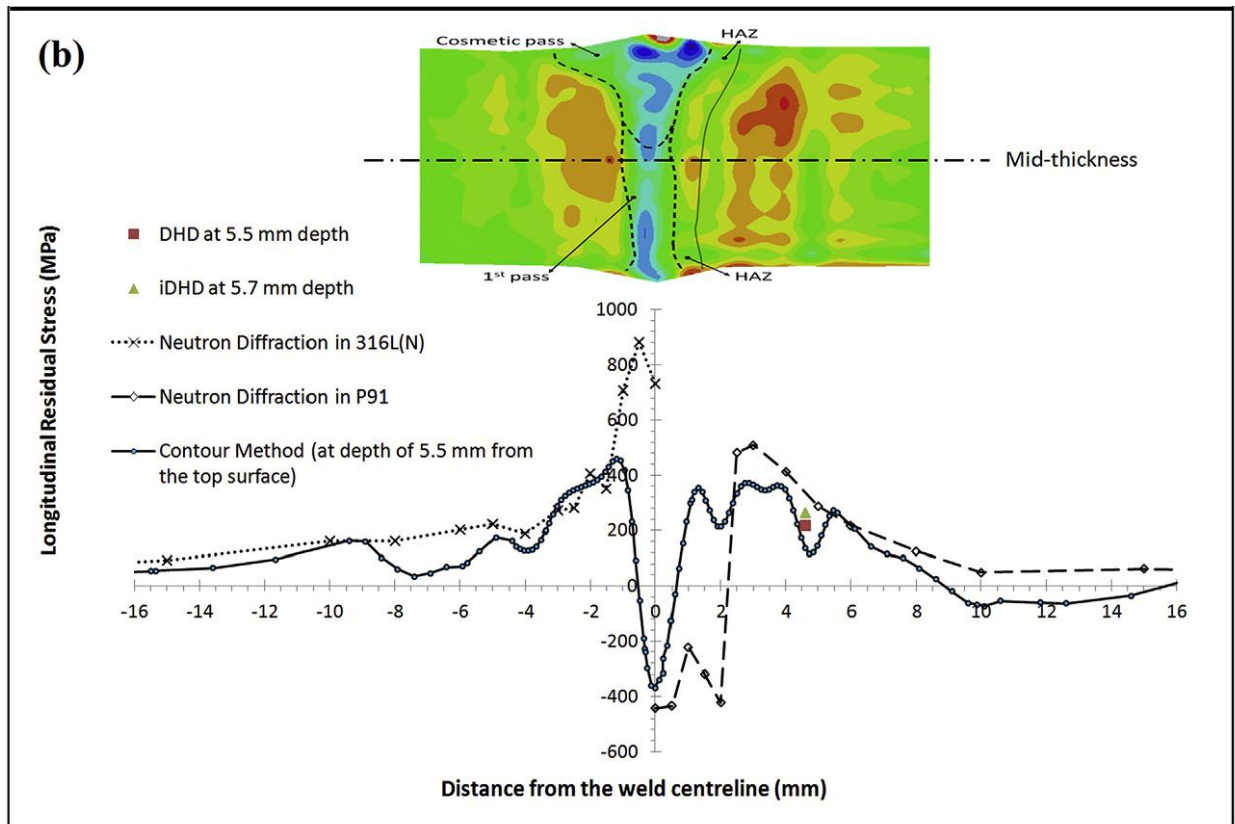 (b)
Cosmetic pass
HAZ
Mid-thickness
1st pass
HAZ
DHD at 5.5 mm depth
iDHD at 5.7 mm depth
Neutron Diffraction in 316L(N)
Neutron Diffraction in P91
Contour Method (at depth of 5.5 mm from
the top surface)
Longitudinal Residual Stress (MPa)
1000
800
600
400
200
0
-200
-400
-600
-16 -14 -12 -10 -8 -6 -4 -2 0 2 4 6 8 10 12 14 16
Distance from the weld centreline (mm)